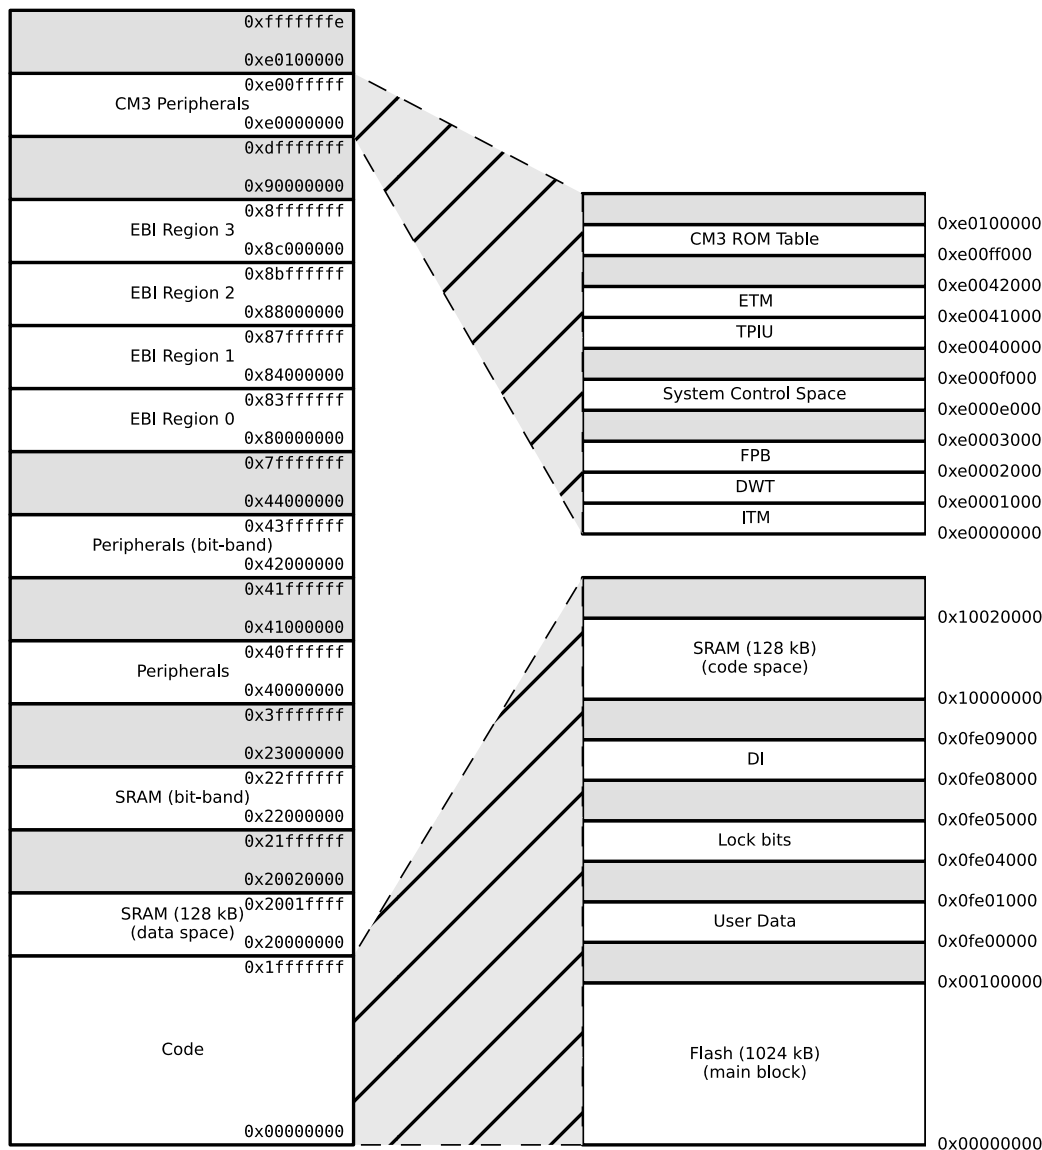 0xfffffffe
0xe0100000
0xe00fffff
CM3 Peripherals
0xe0000000
0xdfffffff
0x90000000
0x8fffffff
EBI Region 3
0x8c000000
0x8bffffff
EBI Region 2
0x88000000
0x87ffffff
EBI Region 1
0x84000000
0x83ffffff
EBI Region 0
0x80000000
0x7fffffff
0x44000000
0x43ffffff
Peripherals (bit-band)
0x42000000
0x41ffffff
0x41000000
0x40ffffff
Peripherals
0x40000000
0x3fffffff
0x23000000
0x22ffffff
SRAM (bit-band)
0x22000000
0x21ffffff
0x20020000
0x2001ffff
SRAM (128 kB)
(data space)
0x20000000
0x1fffffff
Code
0x00000000
0xe0100000
CM3 ROM Table
0xe00ff000
0xe0042000
ETM
0xe0041000
TPIU
0xe0040000
0xe000f000
System Control Space
0xe000e000
0xe0003000
FPB
0xe0002000
DWT
0xe0001000
ITM
0xe0000000
0x10020000
SRAM (128 kB)
(code space)
0x10000000
0x0fe09000
DI
0x0fe08000
0x0fe05000
Lock bits
0x0fe04000
0x0fe01000
User Data
0x0fe00000
0x00100000
Flash (1024 kB)
(main block)
0x00000000